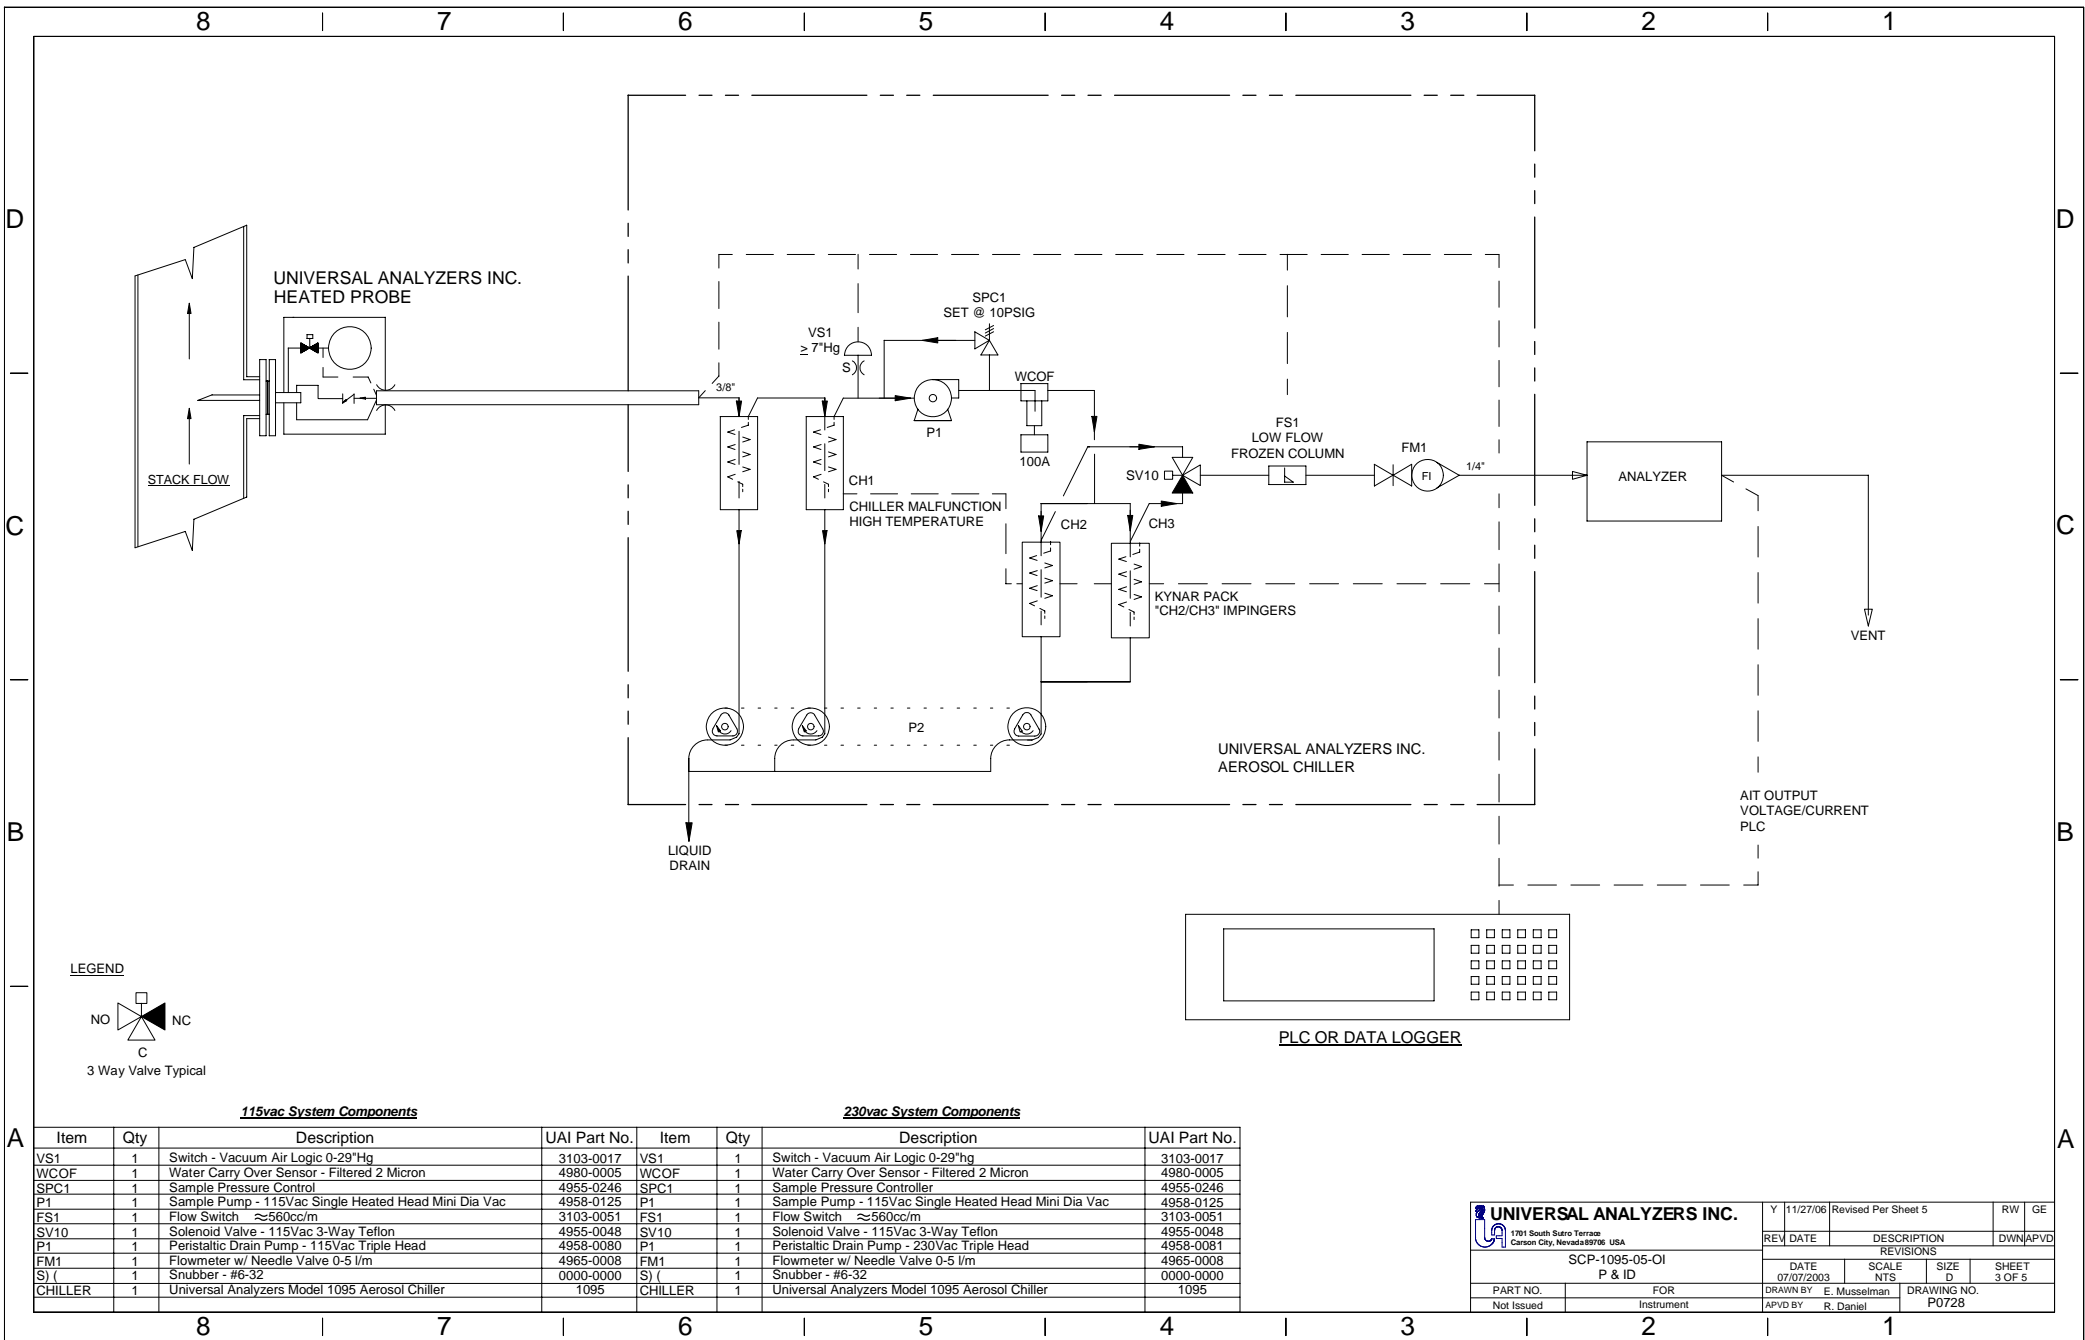 8 7 6 5 4 3 2 1
D D
UNIVERSAL ANALYZERS INC.
HEATED PROBE
SPC1
SET @ 10PSIG
VS1
≥ 7"Hg
S)(
WCOF
3/8"
P1
100A
STACK FLOW
FS1
LOW FLOW
FROZEN COLUMN
FM1
FI
1/4"
SV10
ANALYZER
CH1
CHILLER MALFUNCTION
HIGH TEMPERATURE
C C
CH2
CH3
KYNAR PACK
"CH2/CH3" IMPINGERS
VENT
P2
UNIVERSAL ANALYZERS INC.
AEROSOL CHILLER
AIT OUTPUT
VOLTAGE/CURRENT
PLC
B B
LIQUID
DRAIN
LEGEND
NO NC
C
3 Way Valve Typical
PLC OR DATA LOGGER
A A
115vac System Components
Item Qty Description UAI Part No.
VS1 1 Switch - Vacuum Air Logic 0-29"Hg 3103-0017
WCOF 1 Water Carry Over Sensor - Filtered 2 Micron 4980-0005
SPC1 1 Sample Pressure Control 4955-0246
P1 1 Sample Pump - 115Vac Single Heated Head Mini Dia Vac 4958-0125
FS1 1 Flow Switch ≈560cc/m 3103-0051
SV10 1 Solenoid Valve - 115Vac 3-Way Teflon 4955-0048
P1 1 Peristaltic Drain Pump - 115Vac Triple Head 4958-0080
FM1 1 Flowmeter w/ Needle Valve 0-5 l/m 4965-0008
S) ( 1 Snubber - #6-32 0000-0000
CHILLER 1 Universal Analyzers Model 1095 Aerosol Chiller 1095
230vac System Components
Item Qty Description UAI Part No.
VS1 1 Switch - Vacuum Air Logic 0-29"hg 3103-0017
WCOF 1 Water Carry Over Sensor - Filtered 2 Micron 4980-0005
SPC1 1 Sample Pressure Controller 4955-0246
P1 1 Sample Pump - 115Vac Single Heated Head Mini Dia Vac 4958-0125
FS1 1 Flow Switch ≈560cc/m 3103-0051
SV10 1 Solenoid Valve - 115Vac 3-Way Teflon 4955-0048
P1 1 Peristaltic Drain Pump - 230Vac Triple Head 4958-0081
FM1 1 Flowmeter w/ Needle Valve 0-5 l/m 4965-0008
S) ( 1 Snubber - #6-32 0000-0000
CHILLER 1 Universal Analyzers Model 1095 Aerosol Chiller 1095
UNIVERSAL ANALYZERS INC.
1701 South Sutro Terrace
Carson City, Nevada 89706 USA
SCP-1095-05-OI
P & ID
PART NO. FOR
Not Issued Instrument
Y 11/27/06 Revised Per Sheet 5 RW GE
REV DATE DESCRIPTION DWN APVD
REVISIONS
DATE SCALE SIZE SHEET
07/07/2003 NTS D 3 OF 5
DRAWN BY E. Musselman DRAWING NO.
APVD BY R. Daniel P0728
8 7 6 5 4 3 2 1